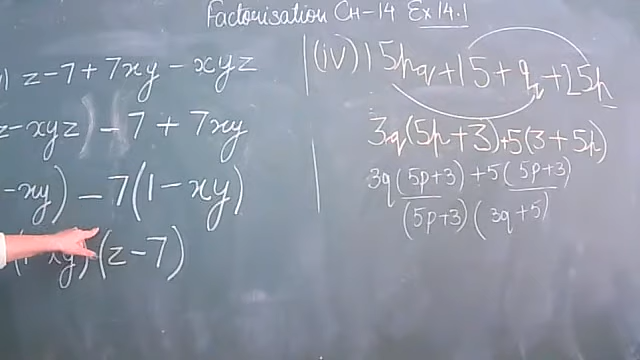 Factorisation CH-14 Ex 14.1
) z-7+7xy-xyz
z-xyz) -7+7xy
-xy) -7(1-xy)
(1-xy) (z-7)
(iv) 15pq+15+9q+25p
3q(5p+3)+5(3+5p)
3q(5p+3)+5(5p+3)
(5p+3)(3q+5)